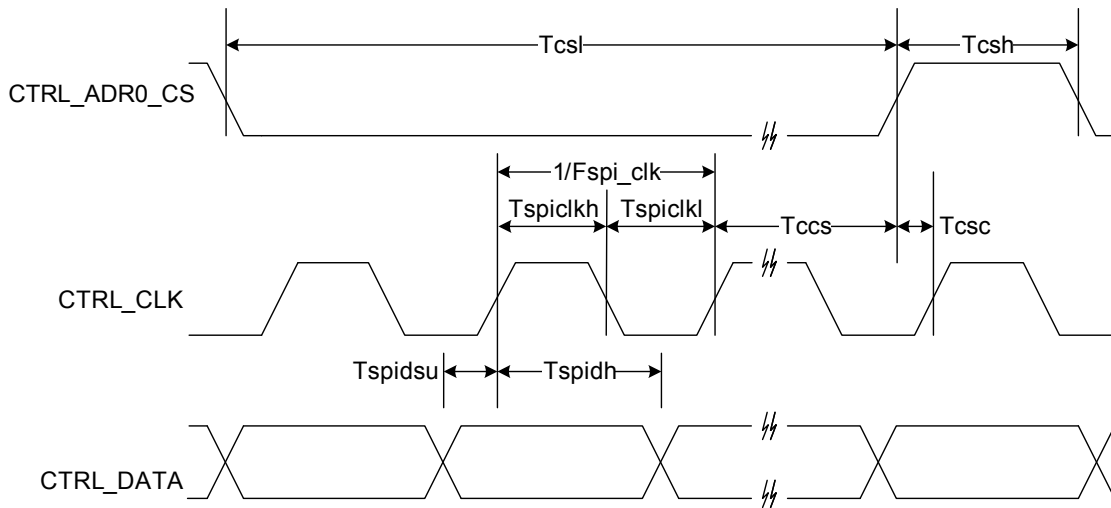 Tcsl
Tcsh
CTRL_ADR0_CS
1/Fspi_clk
Tspiclkh
Tspiclkl
Tccs
Tcsc
CTRL_CLK
Tspidsu
Tspidh
CTRL_DATA